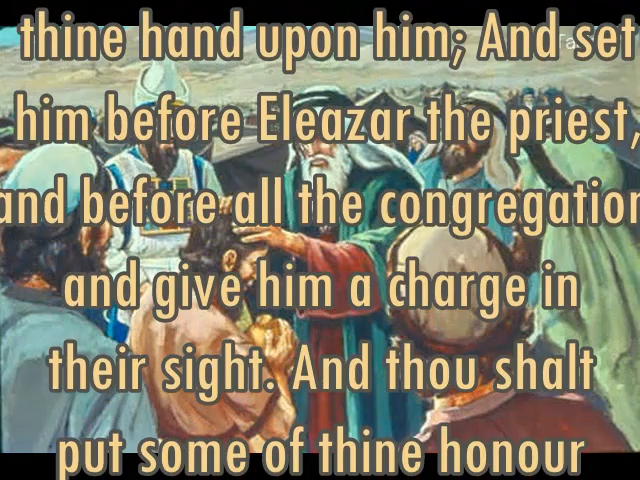 thine hand upon him; And set
him before Eleazar the priest,
and before all the congregation
and give him a charge in
their sight. And thou shalt
put some of thine honour